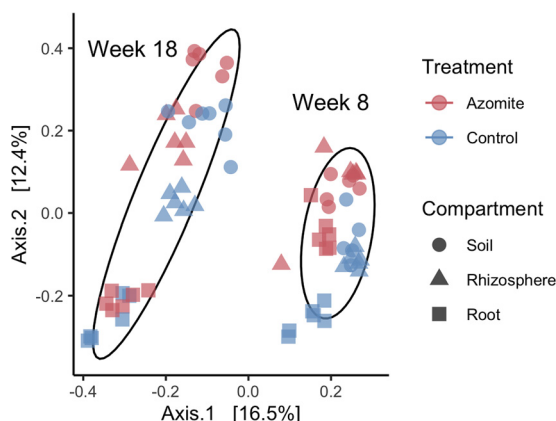 Week 18
Week 8
0.4
0.2
0.0
-0.2
-0.4
-0.2
0.0
0.2
Axis.2 [12.4%]
Axis.1 [16.5%]
Treatment
Azomite
Control
Compartment
Soil
Rhizosphere
Root